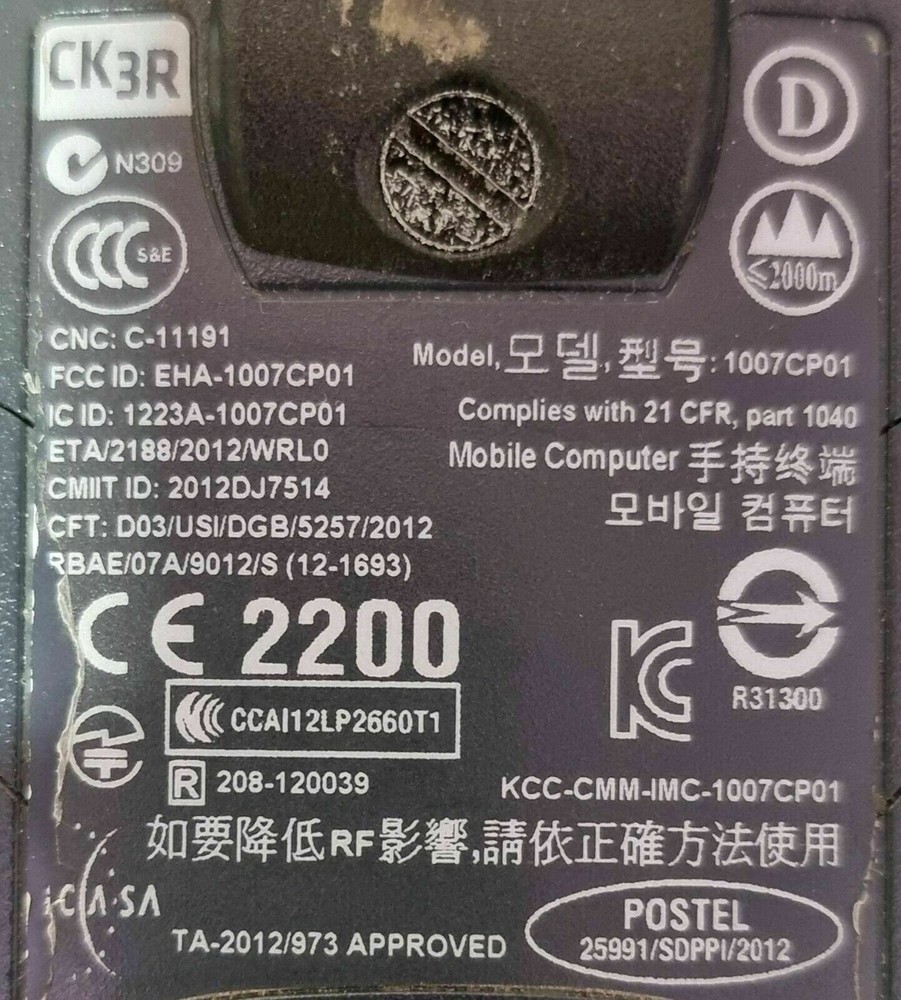 CK3R
D
N309
CCC S&E
≤2000m
CNC: C-11191
FCC ID: EHA-1007CP01
IC ID: 1223A-1007CP01
ETA/2188/2012/WRLO
CMIIT ID: 2012DJ7514
CFT: D03/USI/DGB/5257/2012
RBAE/07A/9012/S (12-1693)
Model,모델,型号: 1007CP01
Complies with 21 CFR, part 1040
Mobile Computer 手持终端
모바일 컴퓨터
CE 2200
CCAI12LP2660T1
R 208-120039
KC
R31300
KCC-CMM-IMC-1007CP01
如要降低RF影響,請依正確方法使用
ICASA
TA-2012/973 APPROVED
POSTEL
25991/SDPPI/2012